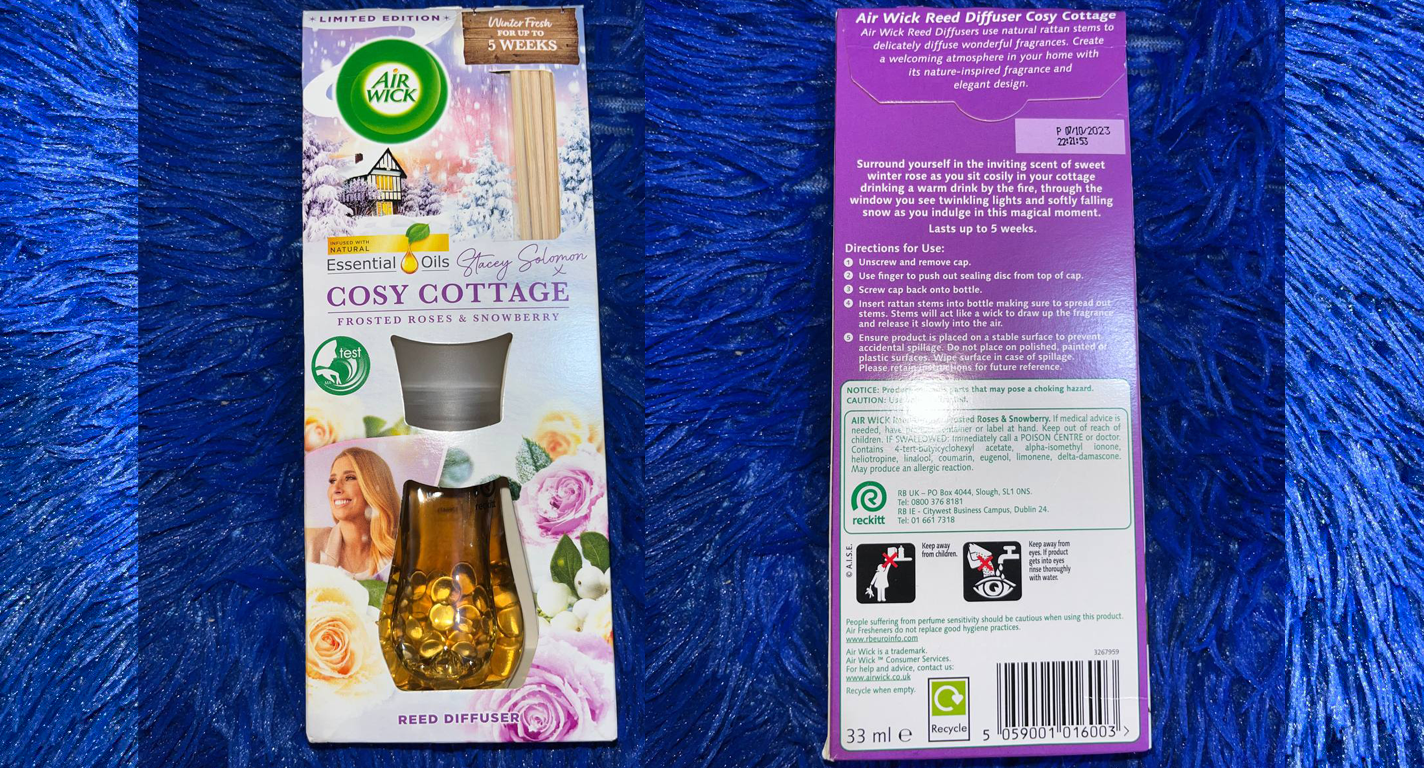 LIMITED EDITION
Winter Fresh
FOR UP TO
5 WEEKS
AIR
WICK
INFUSED WITH
NATURAL
Essential Oils
Stacey Solomon
x
COSY COTTAGE
FROSTED ROSES & SNOWBERRY
test
REED DIFFUSER
Air Wick Reed Diffuser Cosy Cottage
Air Wick Reed Diffusers use natural rattan stems to
delicately diffuse wonderful fragrances. Create
a welcoming atmosphere in your home with
its nature-inspired fragrance and
elegant design.
P 07/10/2023
22:21:53
Surround yourself in the inviting scent of sweet
winter rose as you sit cosily in your cottage
drinking a warm drink by the fire, through the
window you see twinkling lights and softly falling
snow as you indulge in this magical moment.
Lasts up to 5 weeks.
Directions for Use:
1 Unscrew and remove cap.
2 Use finger to push out sealing disc from top of cap.
3 Screw cap back onto bottle.
4 Insert rattan stems into bottle making sure to spread out
stems. Stems will act like a wick to draw up the fragrance
and release it slowly into the air.
5 Ensure product is placed on a stable surface to prevent
accidental spillage. Do not place on polished, painted or
plastic surfaces. Wipe surface in case of spillage.
Please retain instructions for future reference.
NOTICE: parts that may pose a choking hazard.
CAUTION:
AIR WICK Frosted Roses & Snowberry. If medical advice is
needed, have container or label at hand. Keep out of reach of
children. IF SWALLOWED: Immediately call a POISON CENTRE or doctor.
Contains 4-tert-butylcyclohexyl acetate, alpha-isomethyl ionone,
heliotropine, linalool, coumarin, eugenol, limonene, delta-damascone.
May produce an allergic reaction.
reckitt
RB UK – PO Box 4044, Slough, SL1 0NS.
Tel: 0800 376 8181
RB IE - Citywest Business Campus, Dublin 24.
Tel: 01 661 7318
© A.I.S.E.
Keep away
from children.
Keep away from
eyes. If product
gets into eyes
rinse thoroughly
with water.
People suffering from perfume sensitivity should be cautious when using this product.
Air Fresheners do not replace good hygiene practices.
www.rbeuroinfo.com
Air Wick is a trademark.
Air Wick ™ Consumer Services.
For help and advice, contact us:
www.airwick.co.uk
Recycle when empty.
3267959
33 ml e
Recycle
5 059001 016003 >